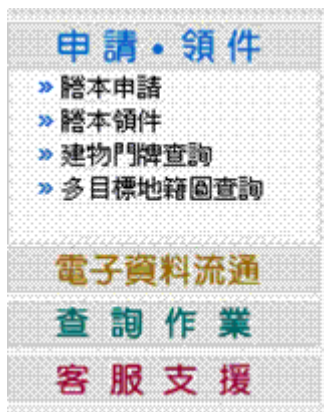 申請・領件
» 謄本申請
» 謄本領件
» 建物門牌查詢
» 多目標地籍圖查詢
電子資料流通
查詢作業
客服支援